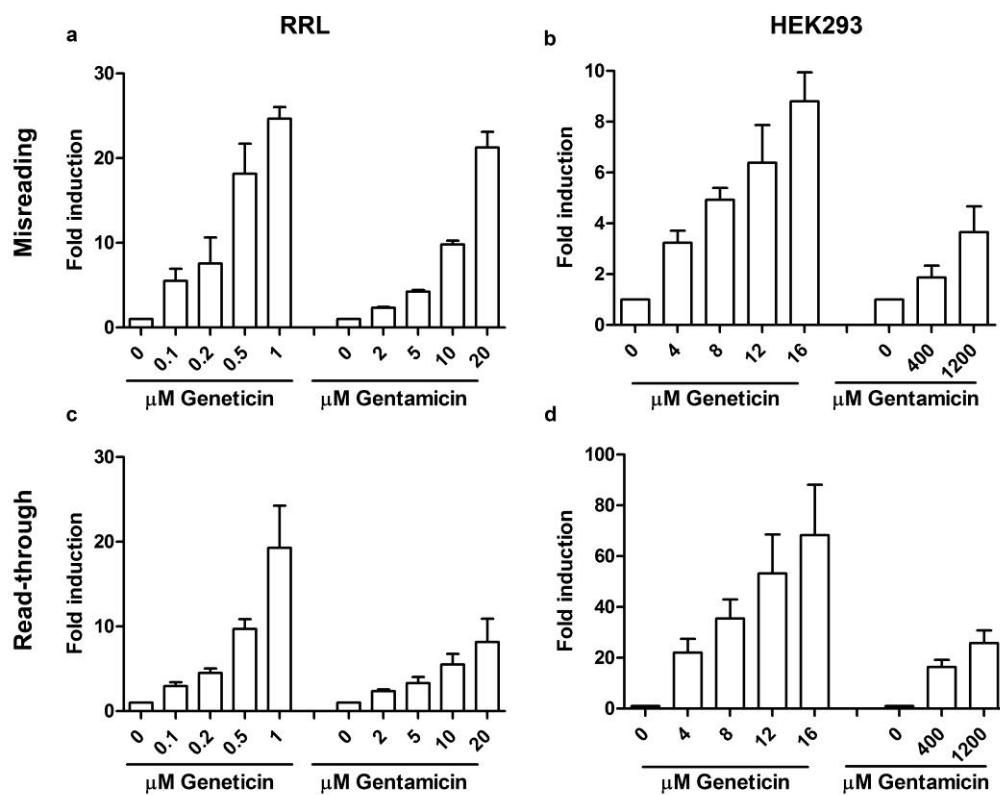 RRL
HEK293
a
Misreading
Fold induction
30
20
10
0
0 0.1 0.2 0.5 1 0 2 5 10 20
μM Geneticin μM Gentamicin
b
Fold induction
10
8
6
4
2
0
0 4 8 12 16 0 400 1200
μM Geneticin μM Gentamicin
c
Read-through
Fold induction
30
20
10
0
0 0.1 0.2 0.5 1 0 2 5 10 20
μM Geneticin μM Gentamicin
d
Fold induction
100
80
60
40
20
0
0 4 8 12 16 0 400 1200
μM Geneticin μM Gentamicin